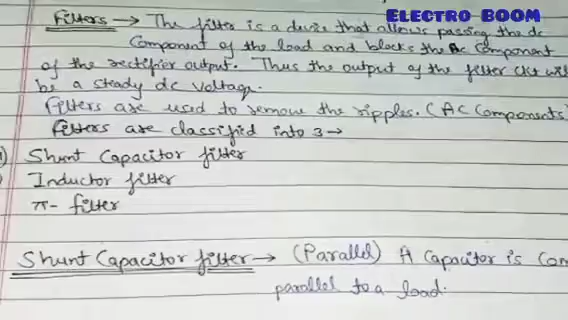 ELECTRO BOOM
Filters → The filter is a device that allows passing the dc
Component of the load and blocks the Ac Component
of the rectifier output. Thus the output of the filter ckt will
be a steady dc voltage.
Filters are used to remove the ripples. (AC Components)
Filters are classified into 3 →
Shunt Capacitor filter
Inductor filter
π- filter
Shunt Capacitor filter → (Parallel) A Capacitor is
parallel to a load.